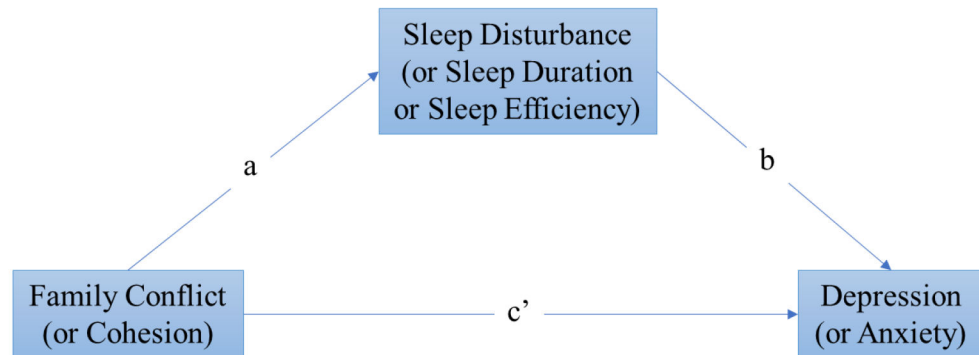 Sleep Disturbance
(or Sleep Duration
or Sleep Efficiency)
a
b
Family Conflict
(or Cohesion)
c’
Depression
(or Anxiety)